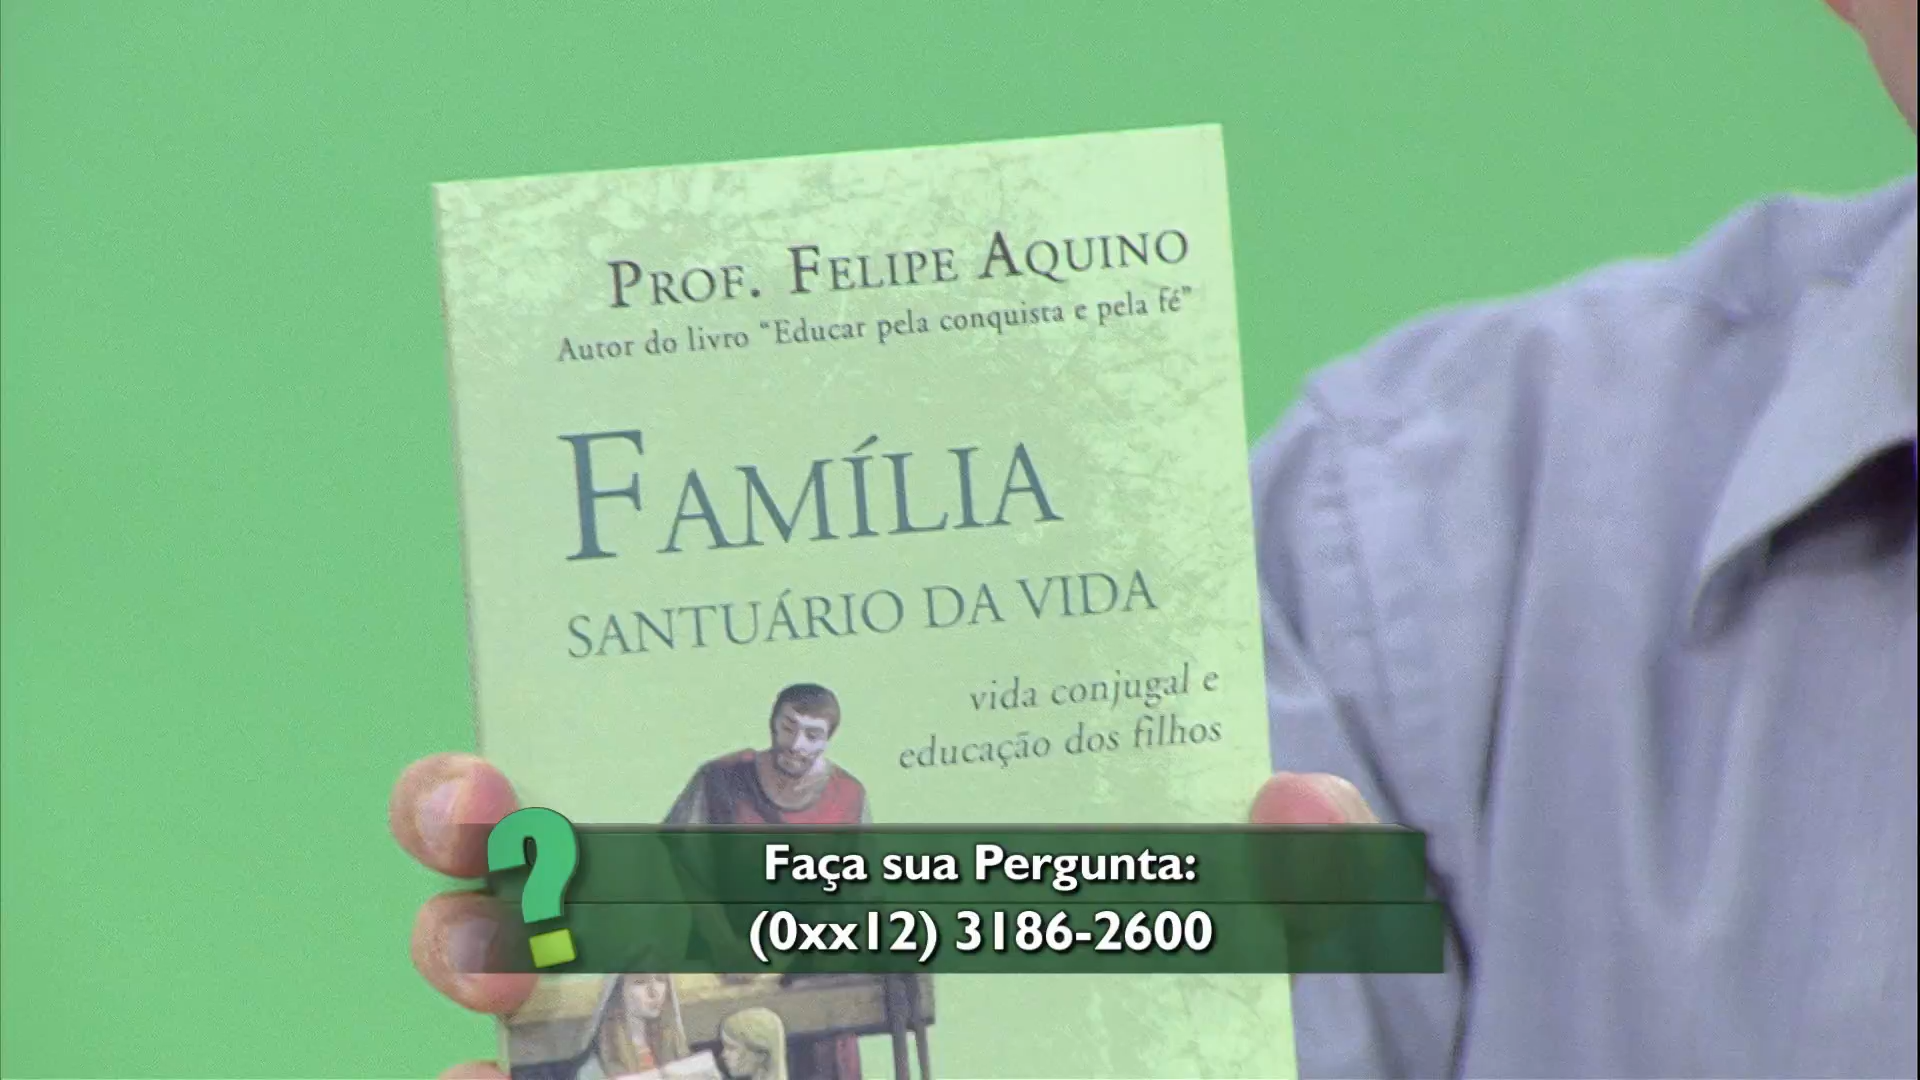 PROF. FELIPE AQUINO
Autor do livro "Educar pela conquista e pela fé"
FAMÍLIA
SANTUÁRIO DA VIDA
vida conjugal e
educação dos filhos
?
Faça sua Pergunta:
(0xx12) 3186-2600